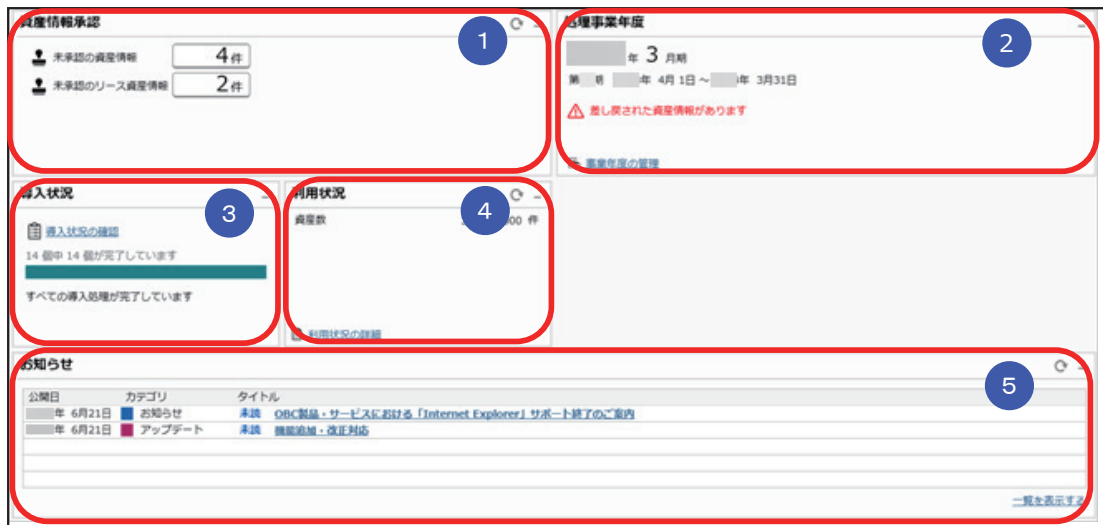 資産情報承認
1
未承認の資産情報 4件
未承認のリース資産情報 2件
処理事業年度
2
年 3 月期
第 期 年 4月 1日～ 年 3月31日
差し戻された資産情報があります
事業年度の管理
導入状況
3
導入状況の確認
14 個中 14 個が完了しています
すべての導入処理が完了しています
利用状況
4
資産数 00 件
利用状況の詳細
お知らせ
5
公開日 カテゴリ タイトル
年 6月21日 お知らせ 未読 OBC製品・サービスにおける「Internet Explorer」サポート終了のご案内
年 6月21日 アップデート 未読 機能追加・改正対応
一覧を表示する